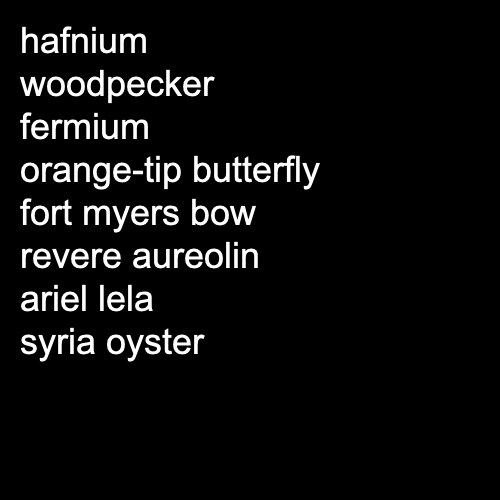 hafnium
woodpecker
fermium
orange-tip butterfly
fort myers bow
revere aureolin
ariel lela
syria oyster